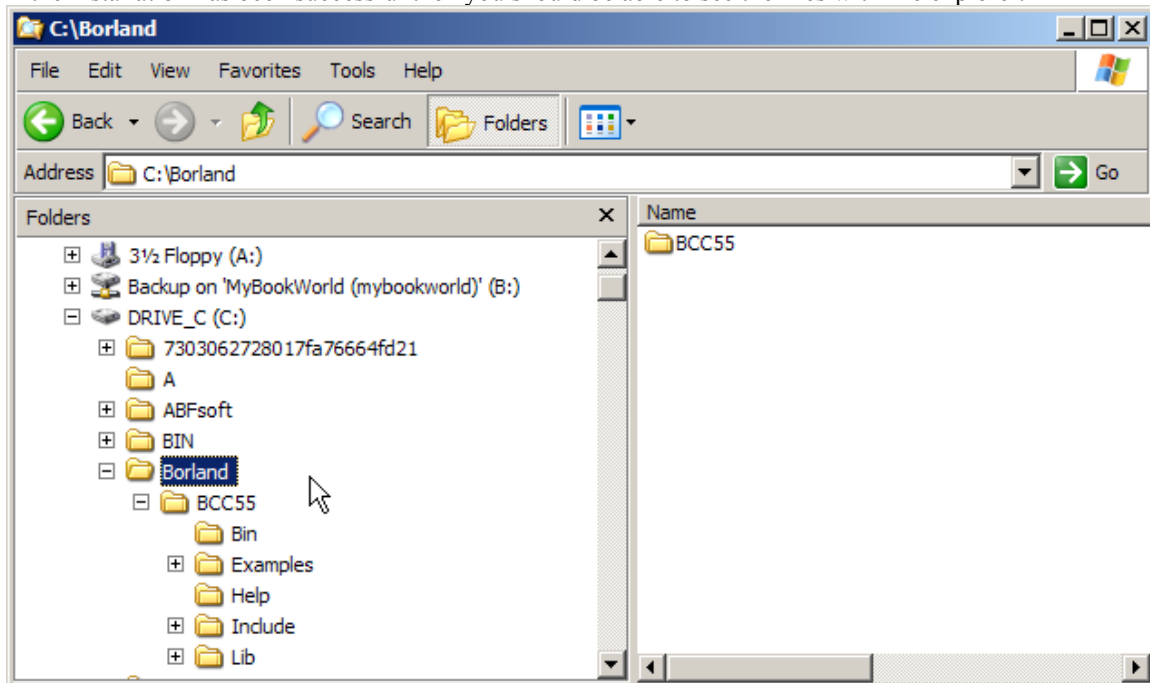 C:\Borland
File Edit View Favorites Tools Help
Back Search Folders
Address C:\Borland Go
Folders
Name
3½ Floppy (A:)
BCC55
Backup on 'MyBookWorld (mybookworld)' (B:)
DRIVE_C (C:)
7303062728017fa76664fd21
A
ABFsoft
BIN
Borland
BCC55
Bin
Examples
Help
Include
Lib